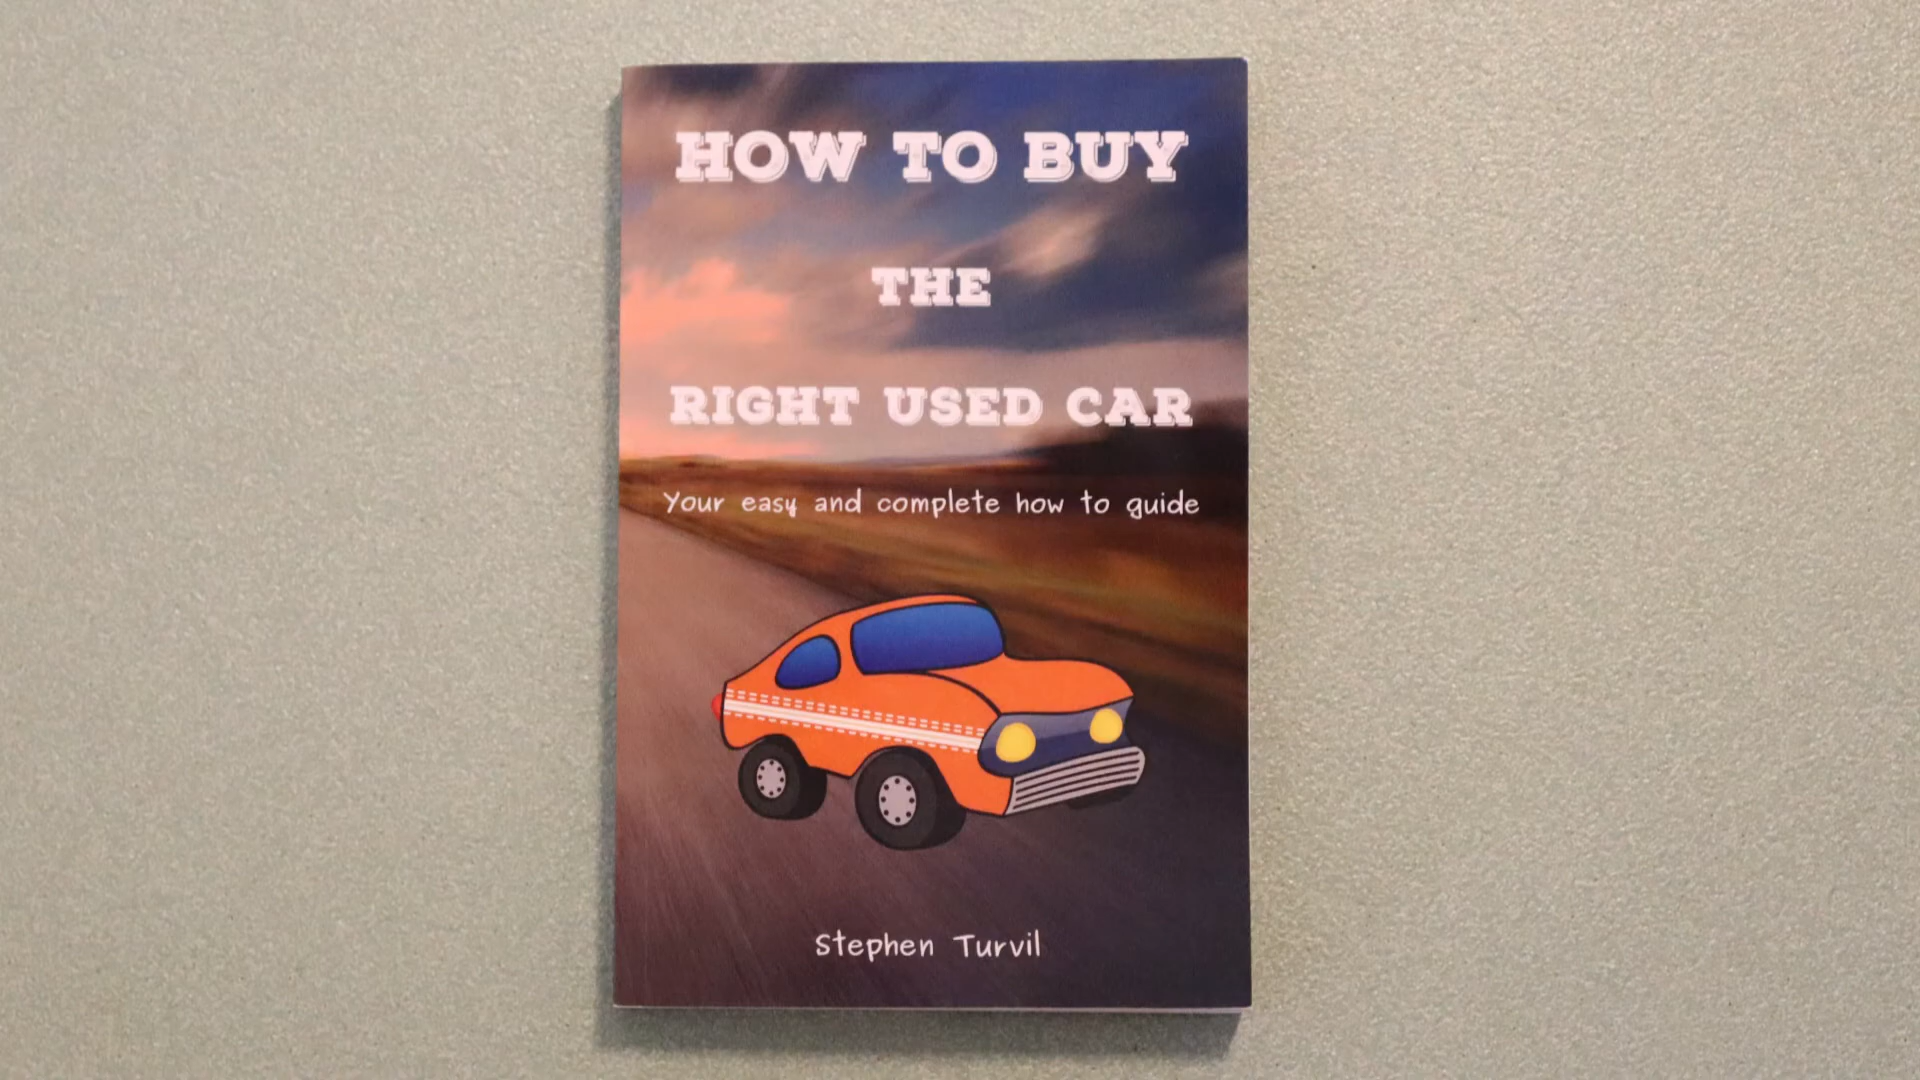 HOW TO BUY
THE
RIGHT USED CAR
Your easy and complete how to guide
Stephen Turvil